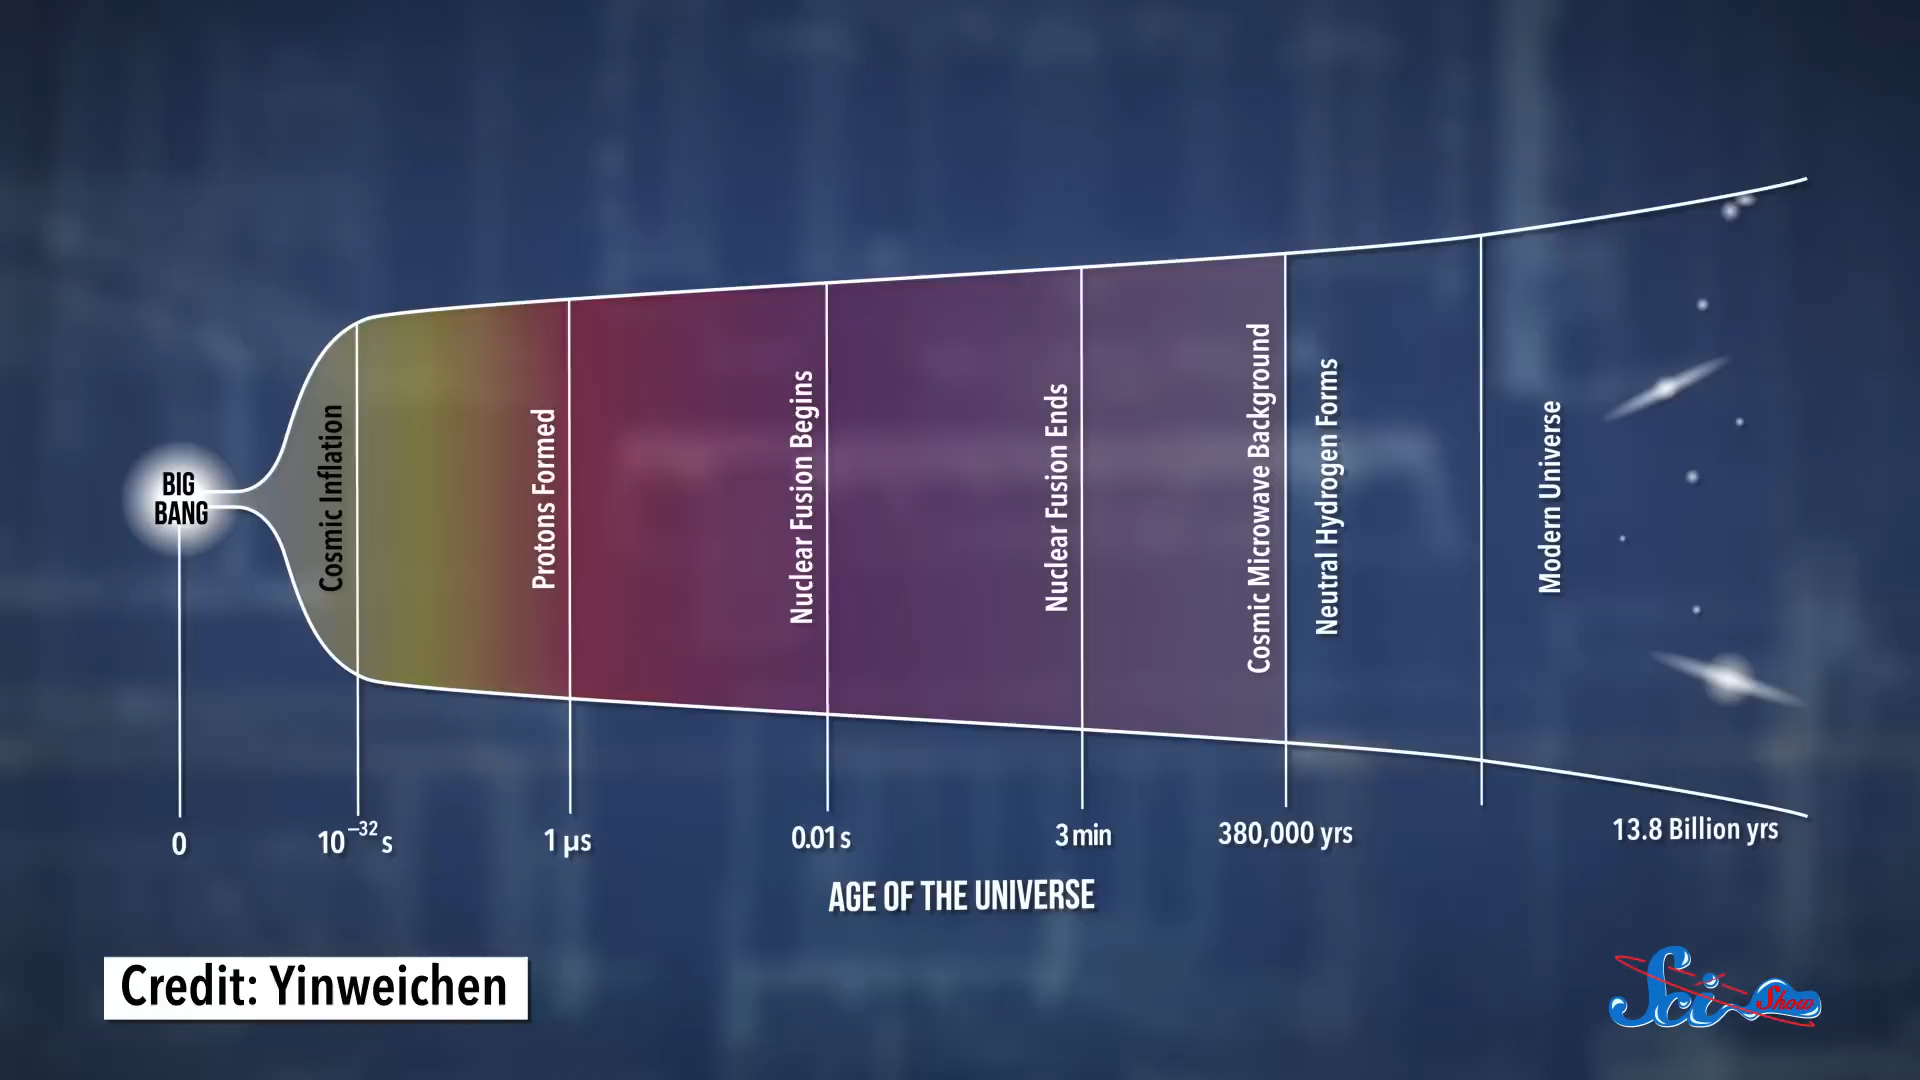 BIG
BANG
Cosmic Inflation
Protons Formed
Nuclear Fusion Begins
Nuclear Fusion Ends
Cosmic Microwave Background
Neutral Hydrogen Forms
Modern Universe
0
10⁻³² s
1 µs
0.01 s
3 min
380,000 yrs
13.8 Billion yrs
AGE OF THE UNIVERSE
Credit: Yinweichen
Sci Show